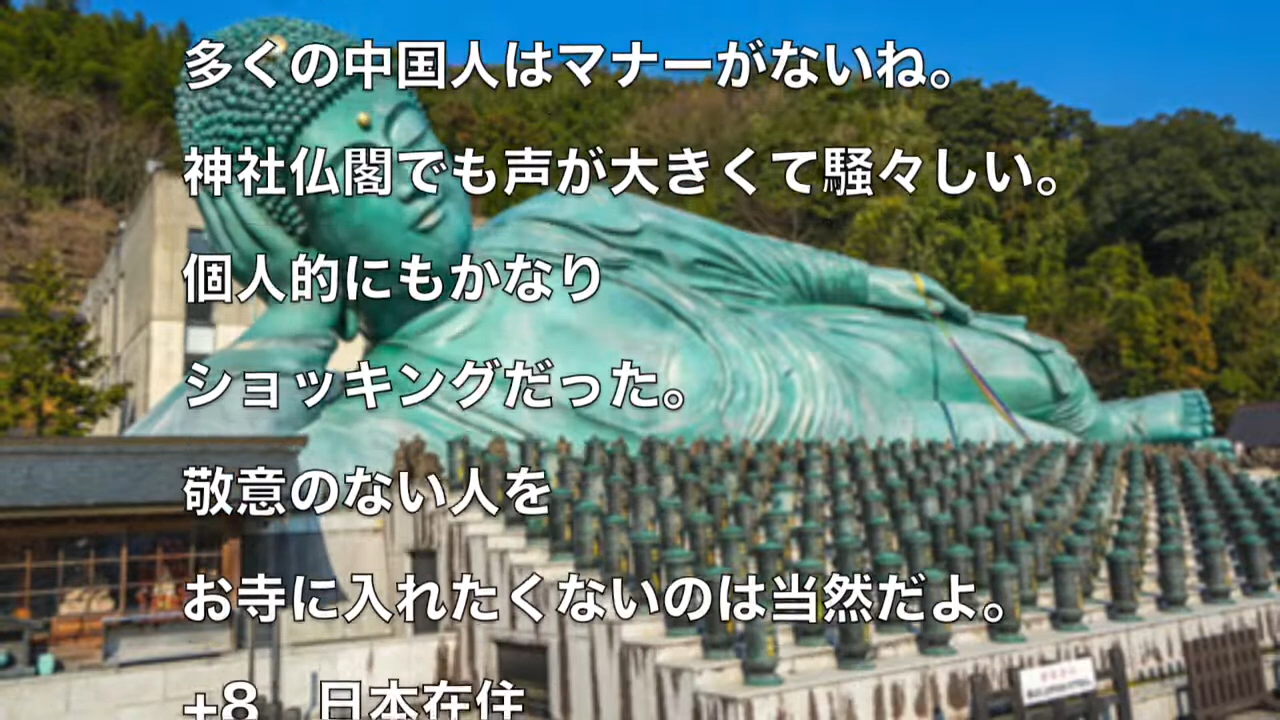 多くの中国人はマナーがないね。
神社仏閣でも声が大きくて騒々しい。
個人的にもかなり
ショッキングだった。
敬意のない人を
お寺に入れたくないのは当然だよ。
+8　日本在住